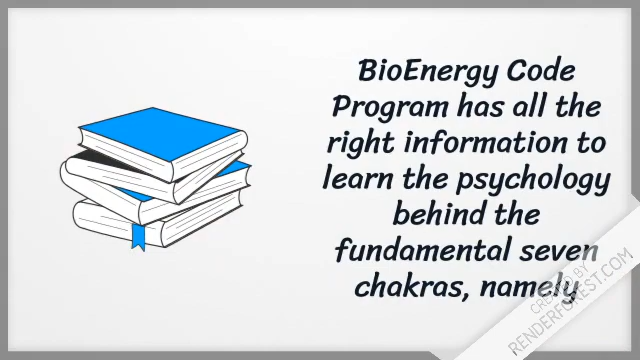 BioEnergy Code
Program has all the
right information to
learn the psychology
behind the
fundamental seven
chakras, namely
CREATED BY
RENDERFOREST.COM